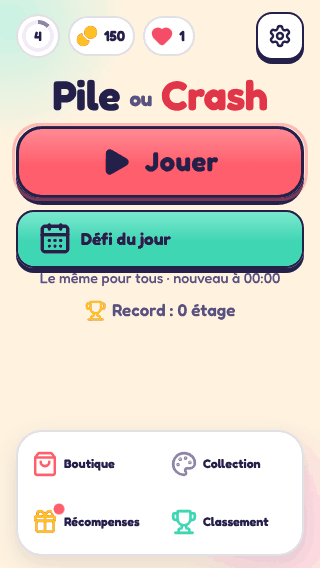 4
150
1
Pile ou Crash
Jouer
Défi du jour
Le même pour tous · nouveau à 00:00
Record : 0 étage
Boutique
Collection
Récompenses
Classement